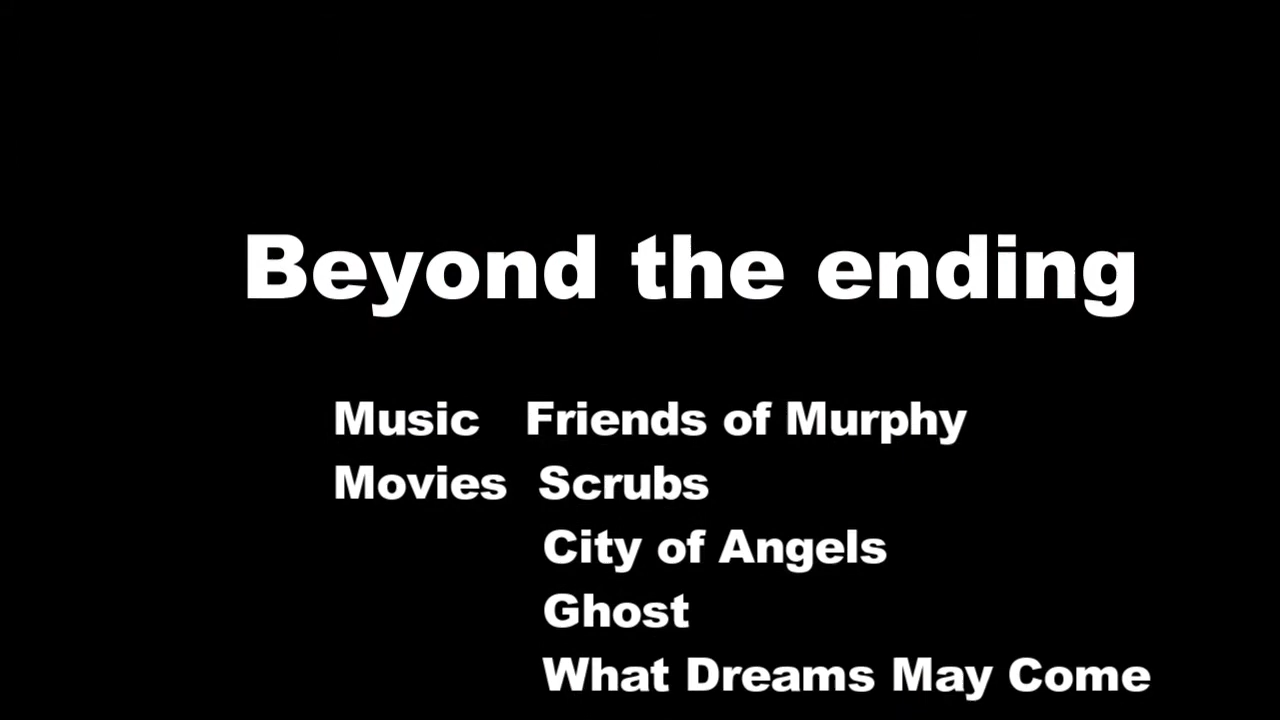 Beyond the ending
Music Friends of Murphy
Movies Scrubs
City of Angels
Ghost
What Dreams May Come